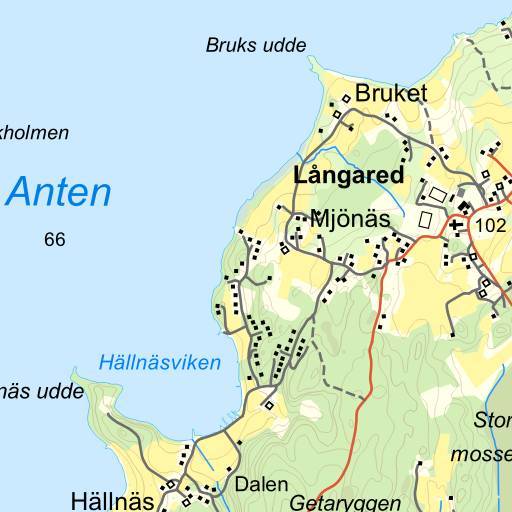 Bruks udde
Bruket
kholmen
Långared
Anten
Mjönäs
102
66
Hällnäsviken
näs udde
Stor
mosse
Dalen
Hällnäs
Getaryggen